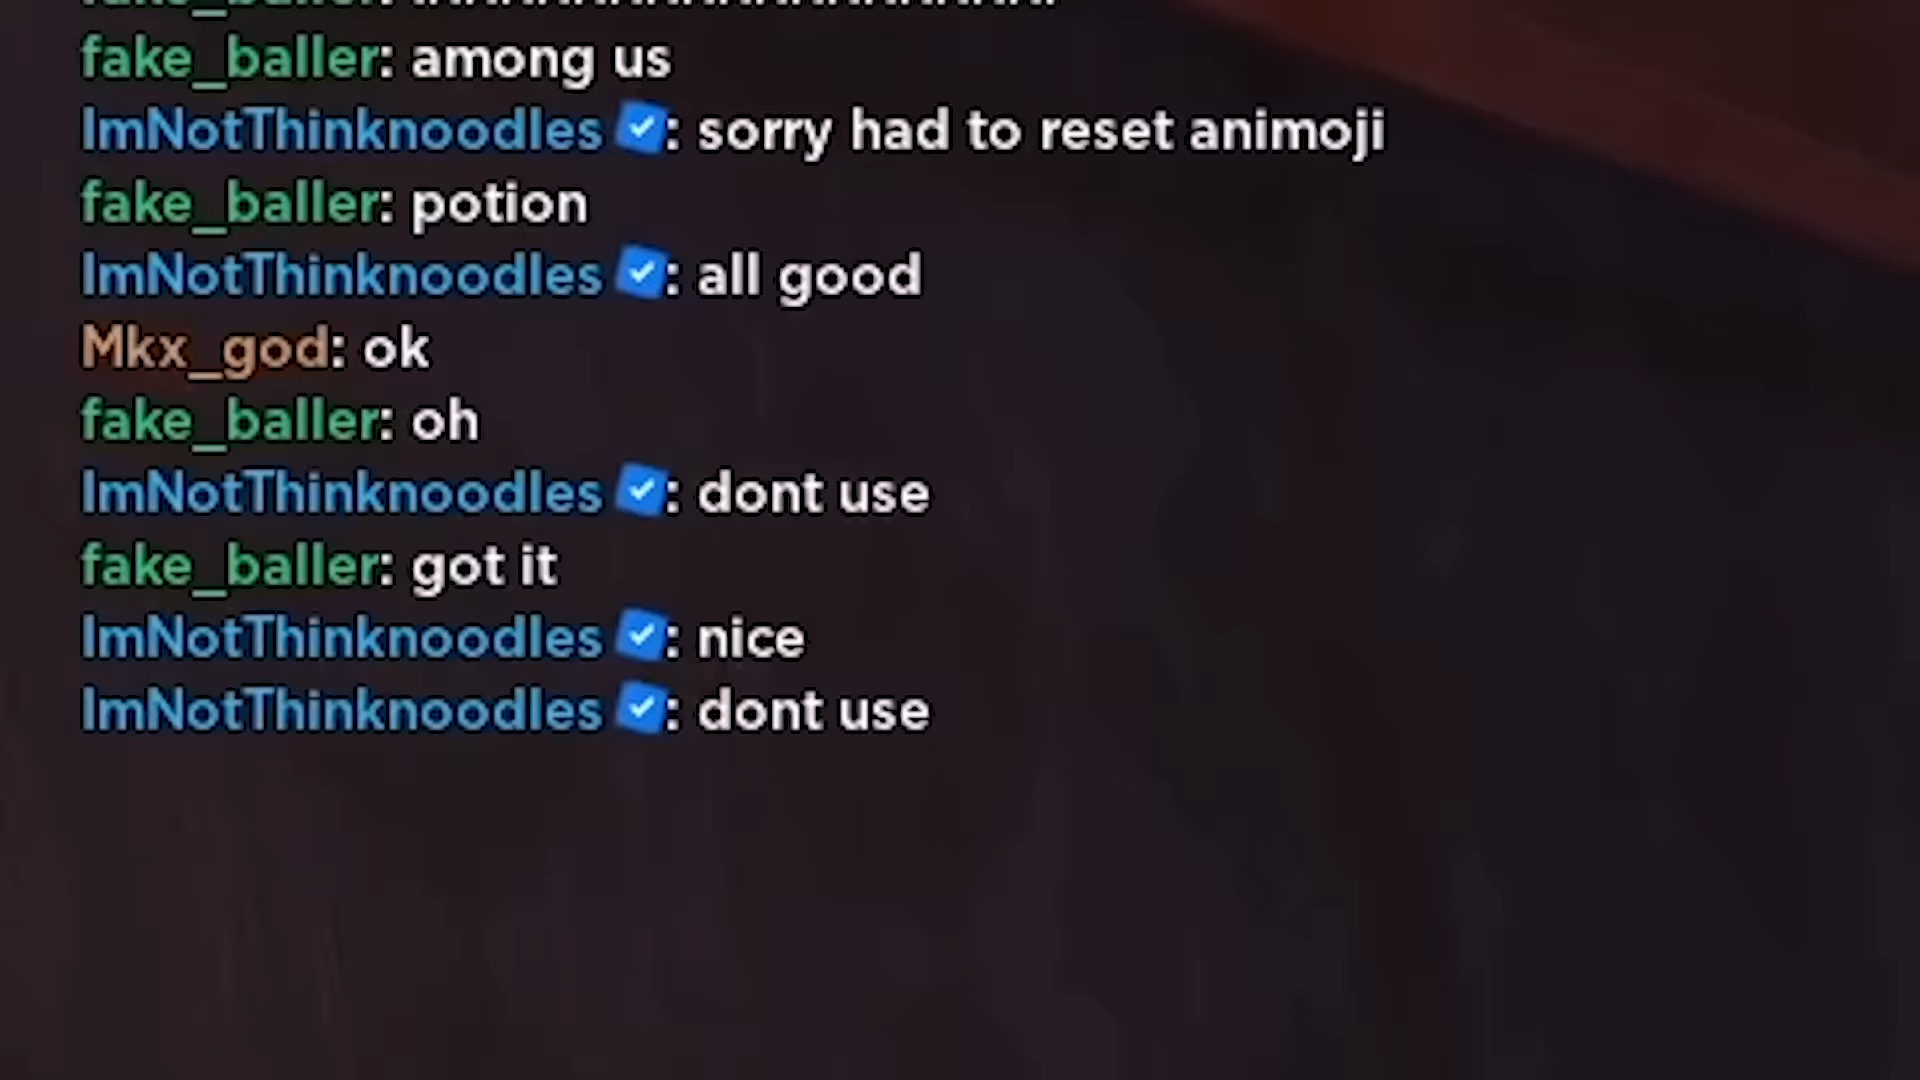 fake_baller: among us
ImNotThinknoodles: sorry had to reset animoji
fake_baller: potion
ImNotThinknoodles: all good
Mkx_god: ok
fake_baller: oh
ImNotThinknoodles: dont use
fake_baller: got it
ImNotThinknoodles: nice
ImNotThinknoodles: dont use